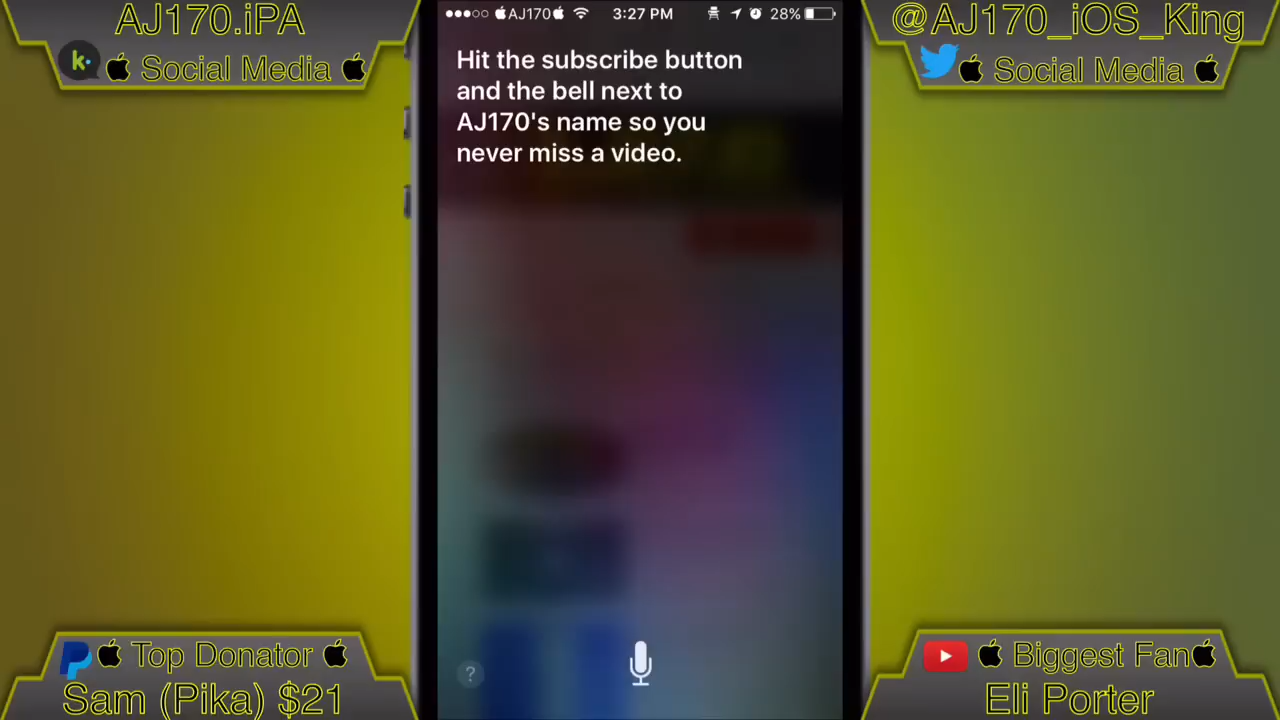 AJ170.iPA
k Social Media
@AJ170_iOS_King
Social Media
AJ170 3:27 PM 28%
Hit the subscribe button
and the bell next to
AJ170's name so you
never miss a video.
?
Top Donator
Sam (Pika) $21
Biggest Fan
Eli Porter